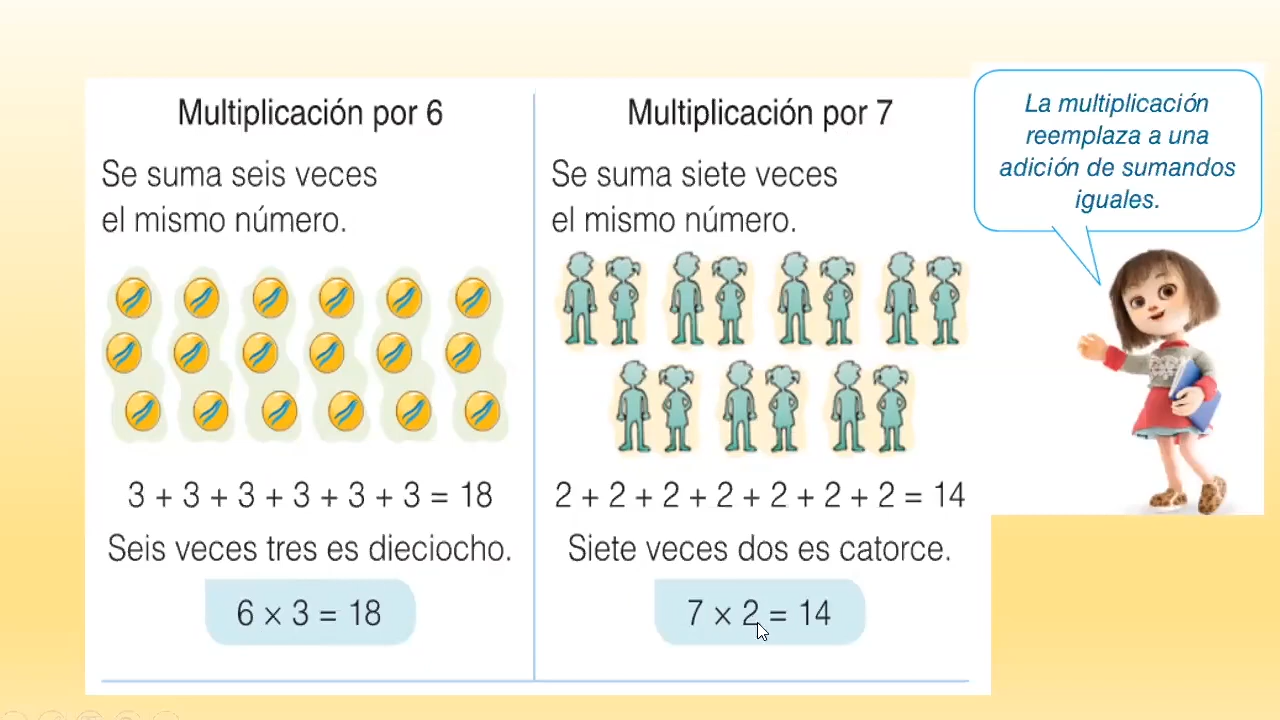 Multiplicación por 6
Se suma seis veces
el mismo número.
3 + 3 + 3 + 3 + 3 + 3 = 18
Seis veces tres es dieciocho.
6 × 3 = 18
Multiplicación por 7
Se suma siete veces
el mismo número.
2 + 2 + 2 + 2 + 2 + 2 + 2 = 14
Siete veces dos es catorce.
7 × 2 = 14
La multiplicación
reemplaza a una
adición de sumandos
iguales.